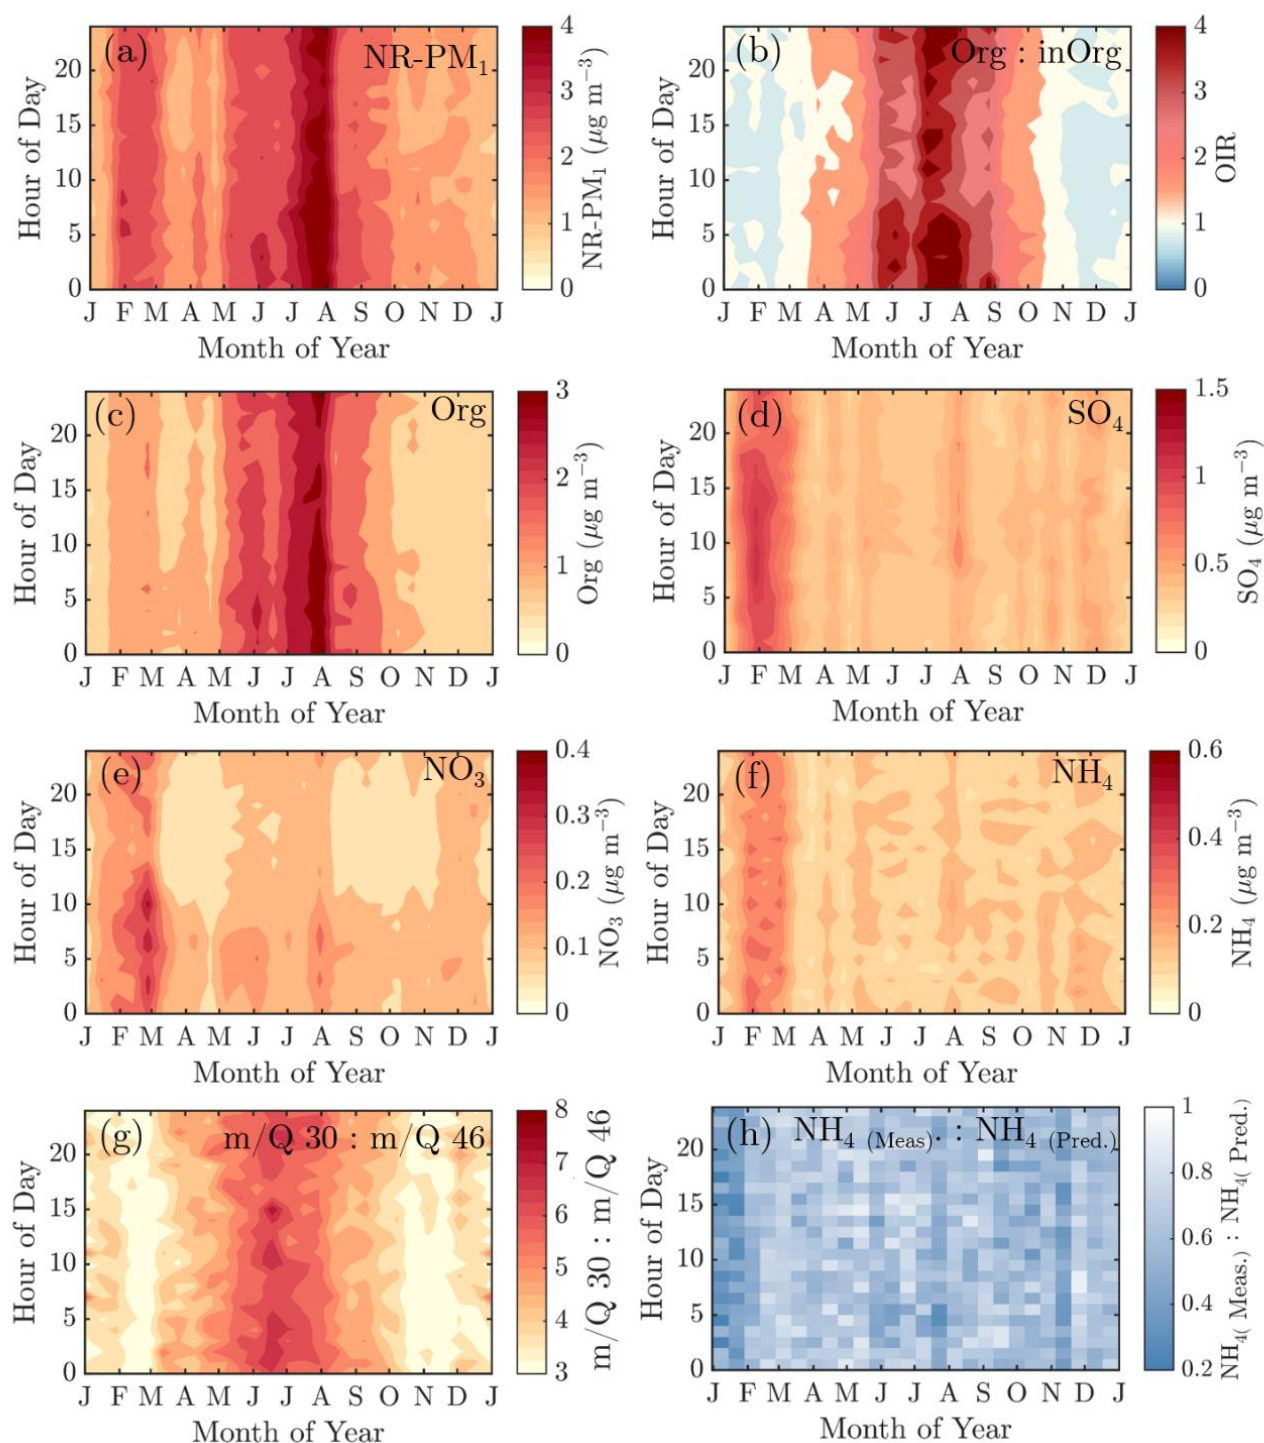 (a)
NR-PM₁
20
15
10
5
0
Hour of Day
J F M A M J J A S O N D J
Month of Year
4
3
2
1
0
NR-PM₁ (μg m⁻³)
(b)
Org : inOrg
20
15
10
5
0
Hour of Day
J F M A M J J A S O N D J
Month of Year
4
3
2
1
0
OIR
(c)
Org
20
15
10
5
0
Hour of Day
J F M A M J J A S O N D J
Month of Year
3
2
1
0
Org (μg m⁻³)
(d)
SO₄
20
15
10
5
0
Hour of Day
J F M A M J J A S O N D J
Month of Year
1.5
1
0.5
0
SO₄ (μg m⁻³)
(e)
NO₃
20
15
10
5
0
Hour of Day
J F M A M J J A S O N D J
Month of Year
0.4
0.3
0.2
0.1
0
NO₃ (μg m⁻³)
(f)
NH₄
20
15
10
5
0
Hour of Day
J F M A M J J A S O N D J
Month of Year
0.6
0.4
0.2
0
NH₄ (μg m⁻³)
(g)
m/Q 30 : m/Q 46
20
15
10
5
0
Hour of Day
J F M A M J J A S O N D J
Month of Year
8
7
6
5
4
3
m/Q 30 : m/Q 46
(h)
NH₄ (Meas). : NH₄ (Pred.)
20
15
10
5
0
Hour of Day
J F M A M J J A S O N D J
Month of Year
1
0.8
0.6
0.4
0.2
NH₄( Meas.) : NH₄( Pred.)